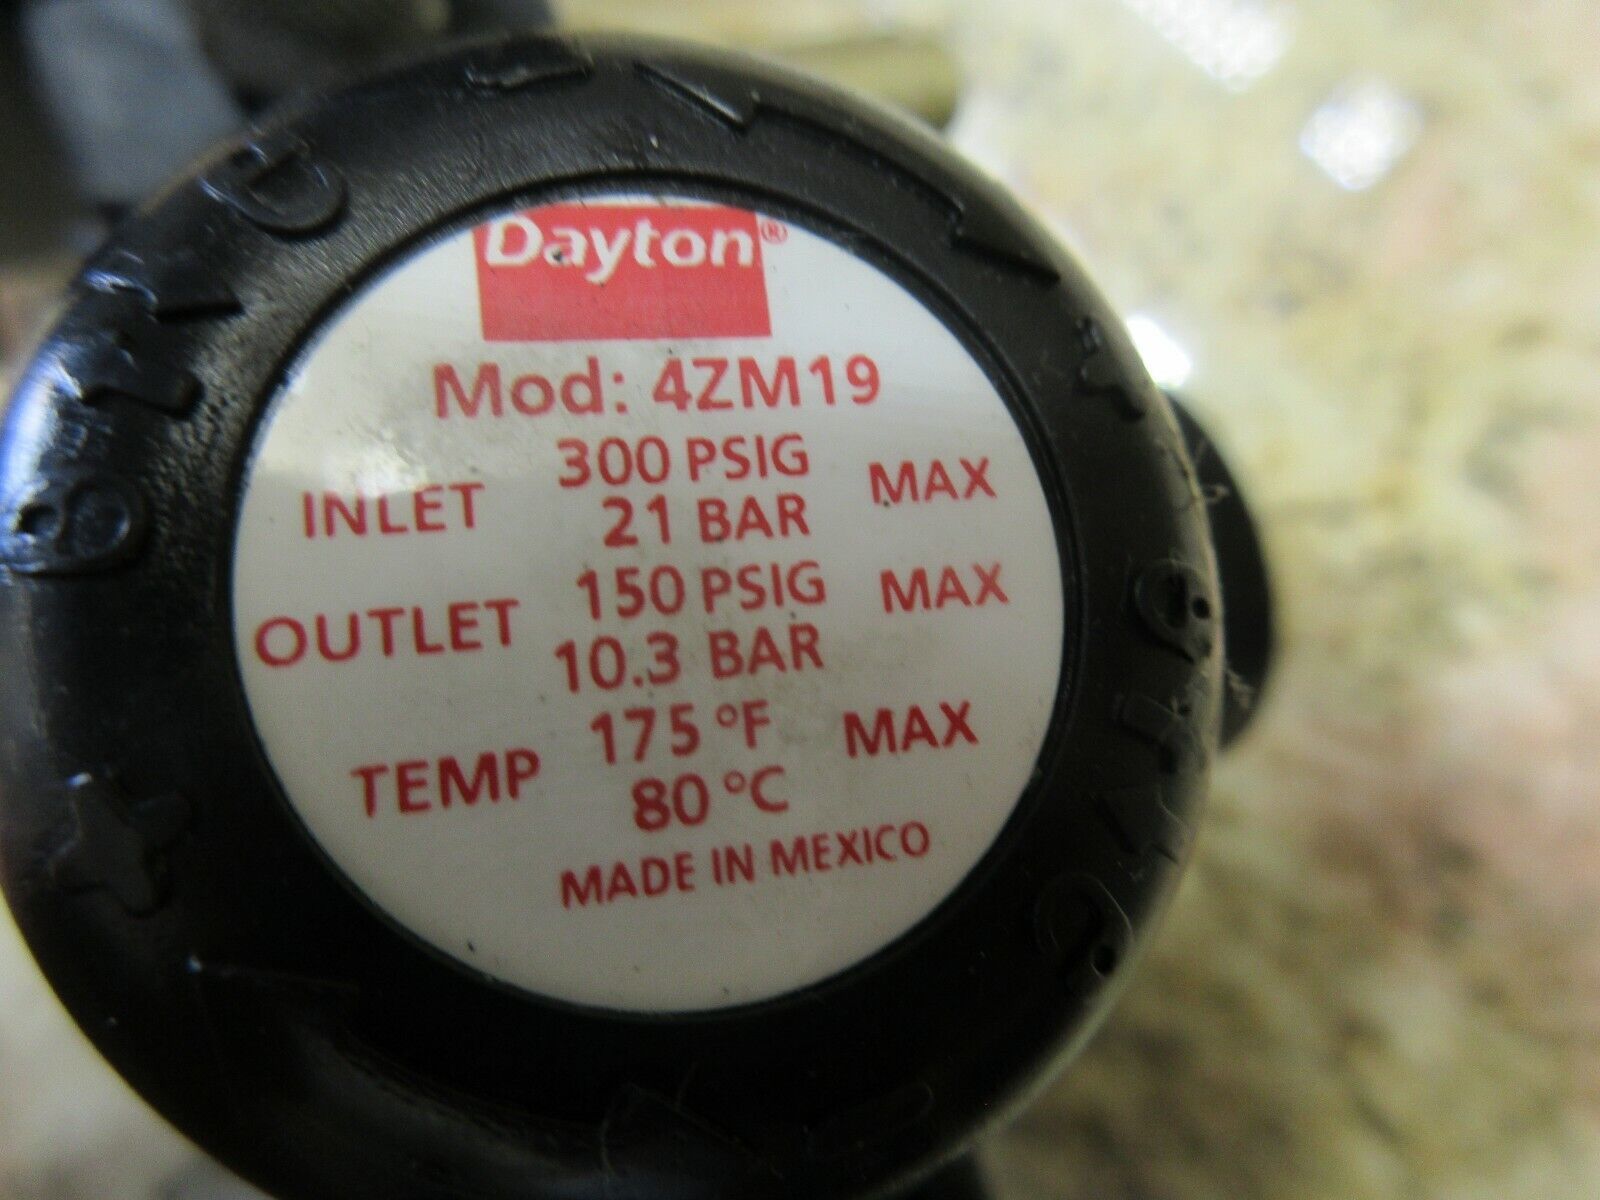 Dayton®
Mod: 4ZM19
INLET 300 PSIG 21 BAR MAX
OUTLET 150 PSIG 10.3 BAR MAX
TEMP 175 °F 80 °C MAX
MADE IN MEXICO